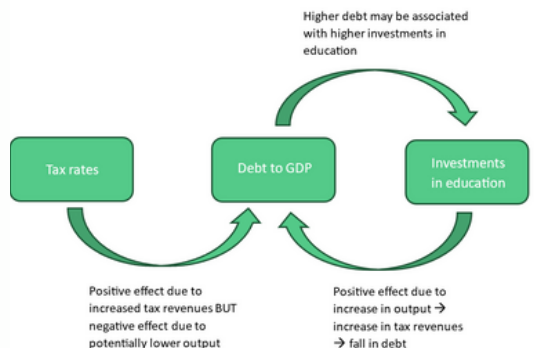 Higher debt may be associated
with higher investments in
education
Tax rates
Debt to GDP
Investments
in education
Positive effect due to
increased tax revenues BUT
negative effect due to
potentially lower output
Positive effect due to
increase in output →
increase in tax revenues
→ fall in debt